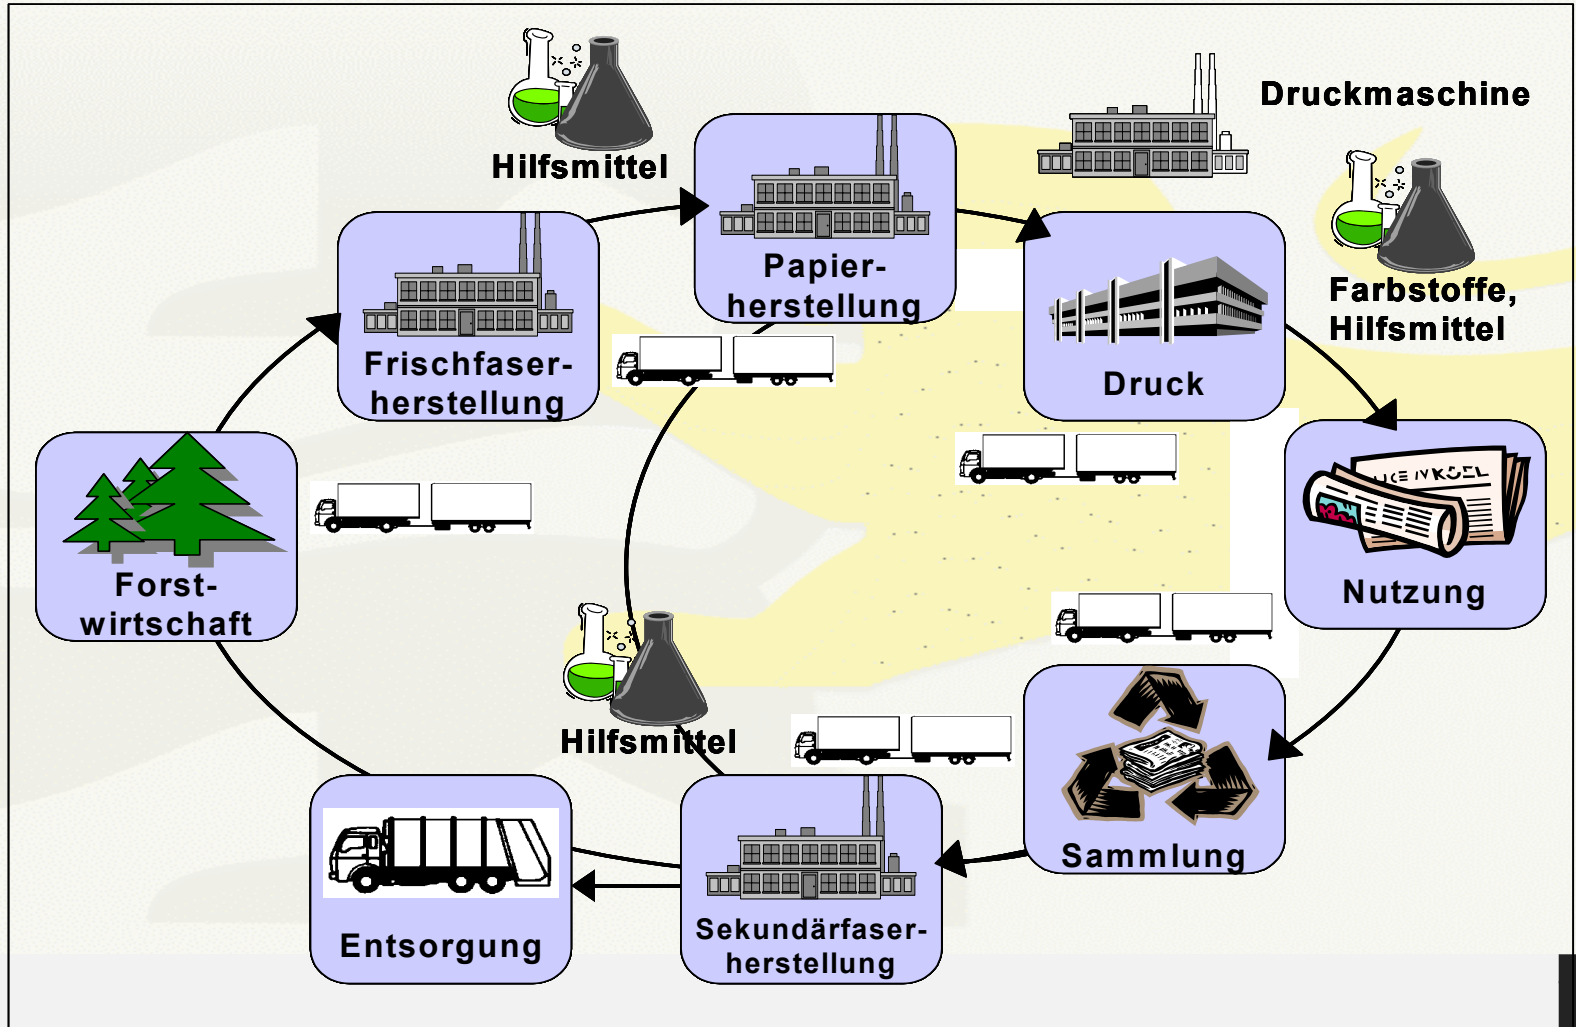 Druckmaschine
Hilfsmittel
Papier-
herstellung
Farbstoffe,
Hilfsmittel
Frischfaser-
herstellung
Druck
Forst-
wirtschaft
Nutzung
Hilfsmittel
Sammlung
Sekundärfaser-
herstellung
Entsorgung